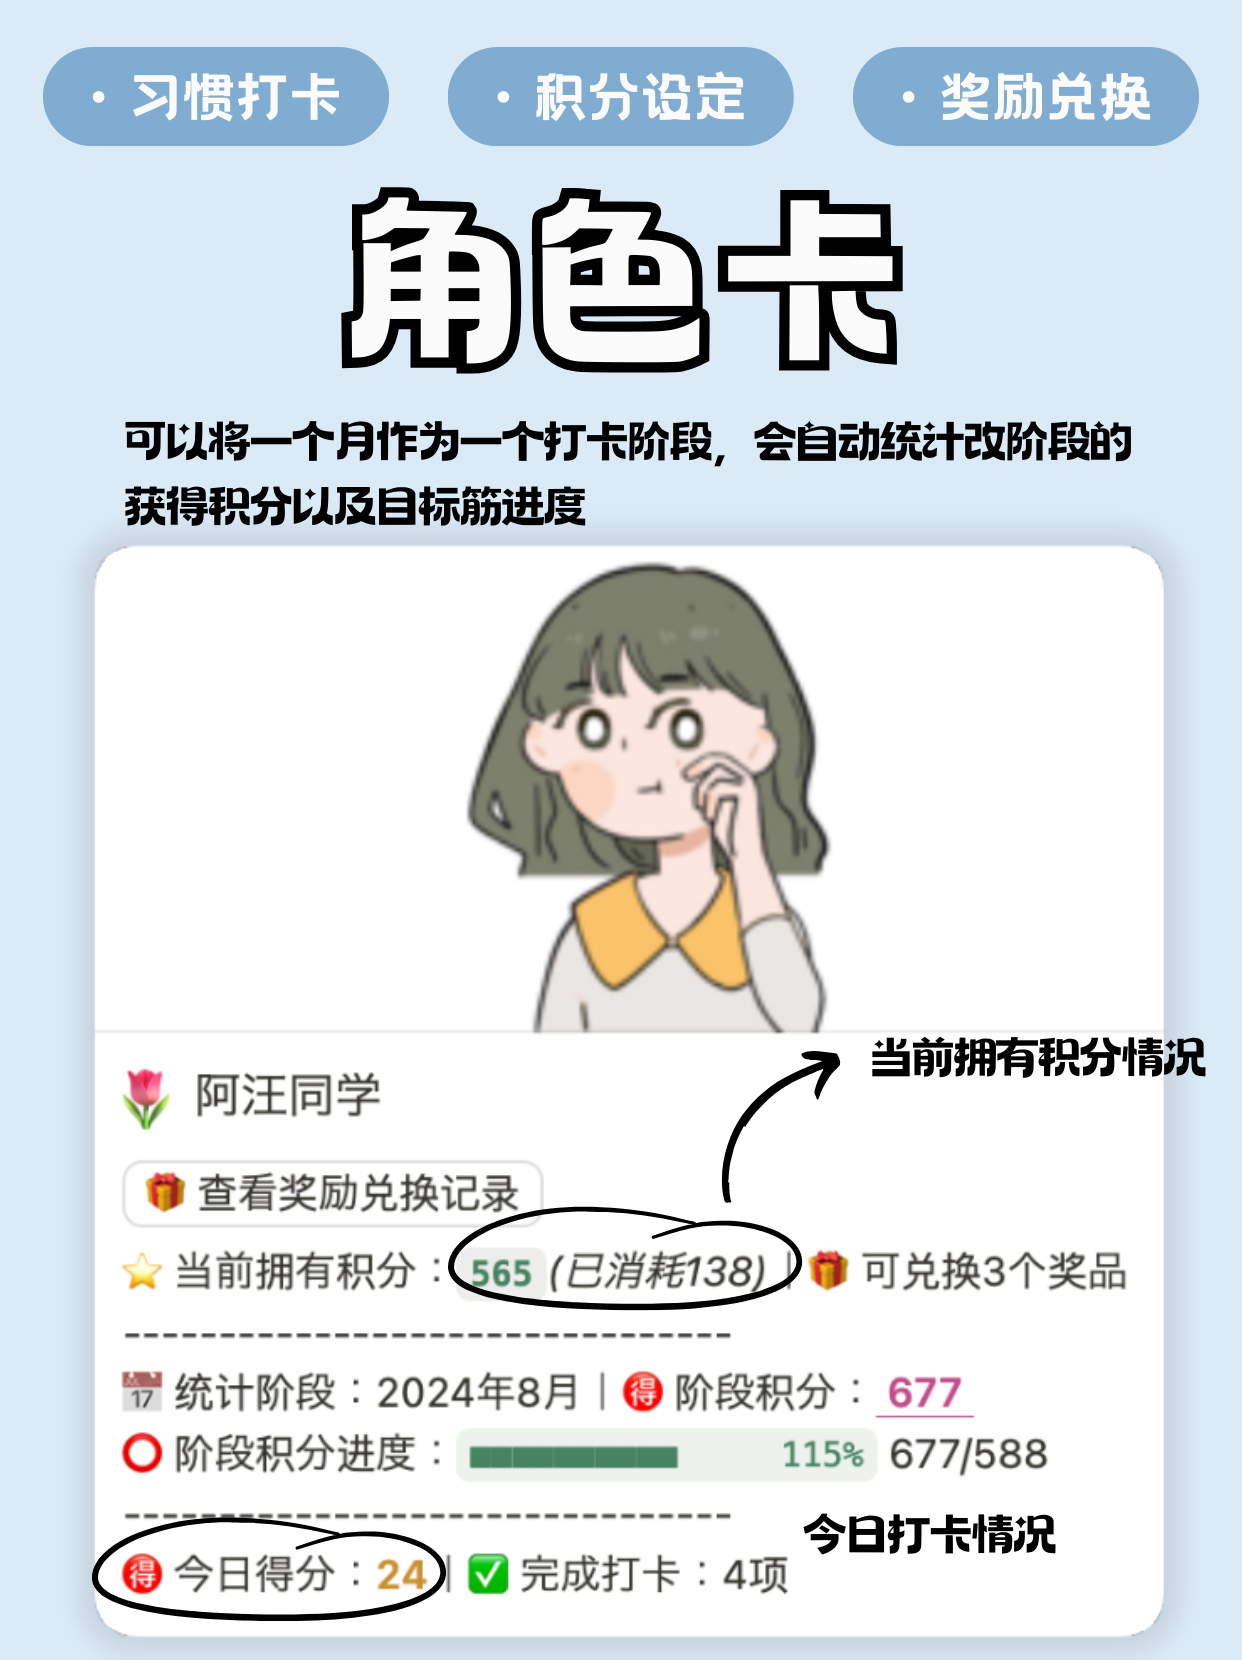 · 习惯打卡
· 积分设定
· 奖励兑换
角色卡
可以将一个月作为一个打卡阶段，会自动统计改阶段的
获得积分以及目标筋进度
当前拥有积分情况
🌷 阿汪同学
🎁 查看奖励兑换记录
⭐ 当前拥有积分：565 (已消耗138) | 🎁 可兑换3个奖品
------------------------------
17 统计阶段：2024年8月 | 得 阶段积分：677
⭕ 阶段积分进度：115% 677/588
------------------------------
今日打卡情况
得 今日得分：24 | ✅ 完成打卡：4项